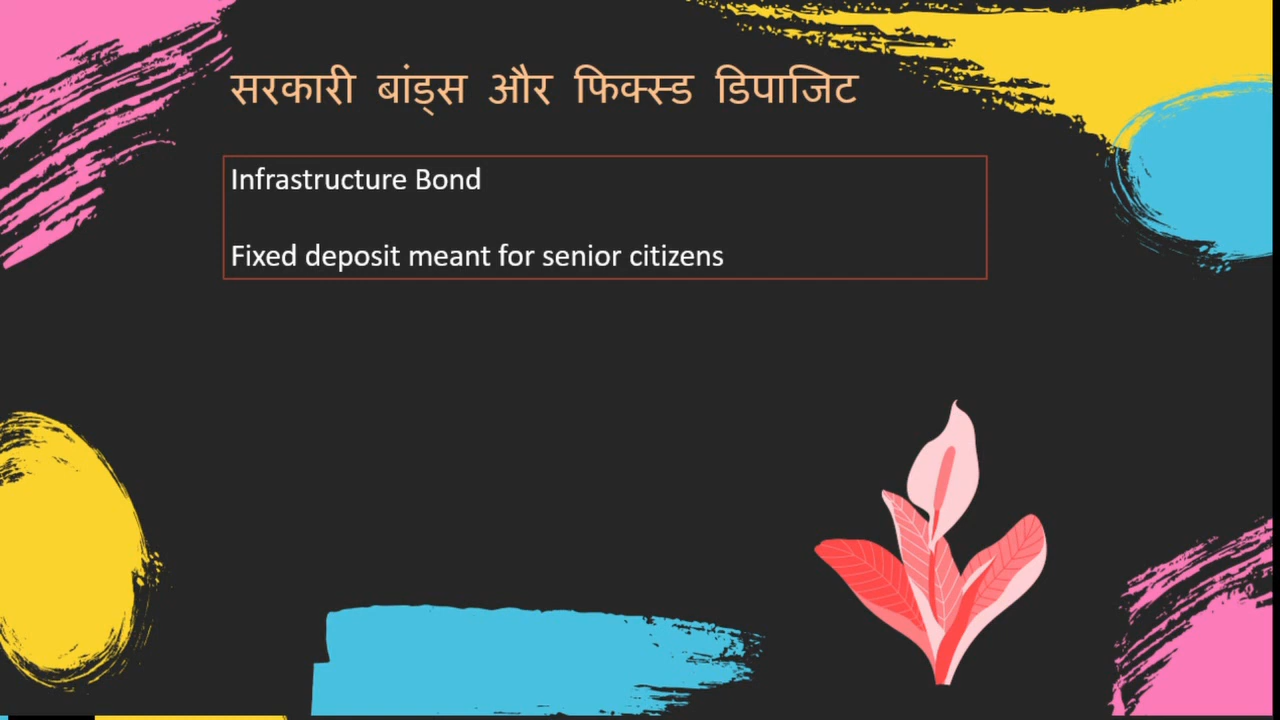 सरकारी बांड्स और फिक्स्ड डिपाजिट
Infrastructure Bond
Fixed deposit meant for senior citizens